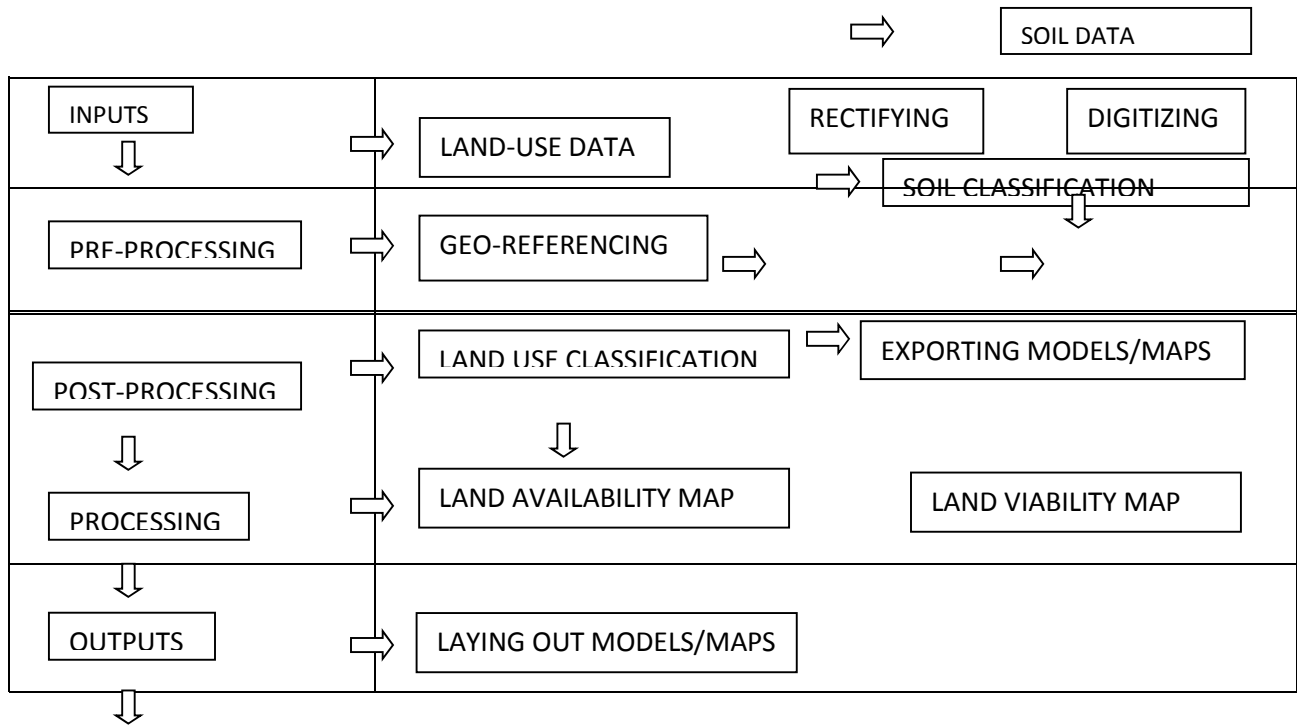 SOIL DATA
INPUTS
RECTIFYING
DIGITIZING
LAND-USE DATA
SOIL CLASSIFICATION
PRE-PROCESSING
GEO-REFERENCING
LAND USE CLASSIFICATION
EXPORTING MODELS/MAPS
POST-PROCESSING
LAND AVAILABILITY MAP
LAND VIABILITY MAP
PROCESSING
OUTPUTS
LAYING OUT MODELS/MAPS